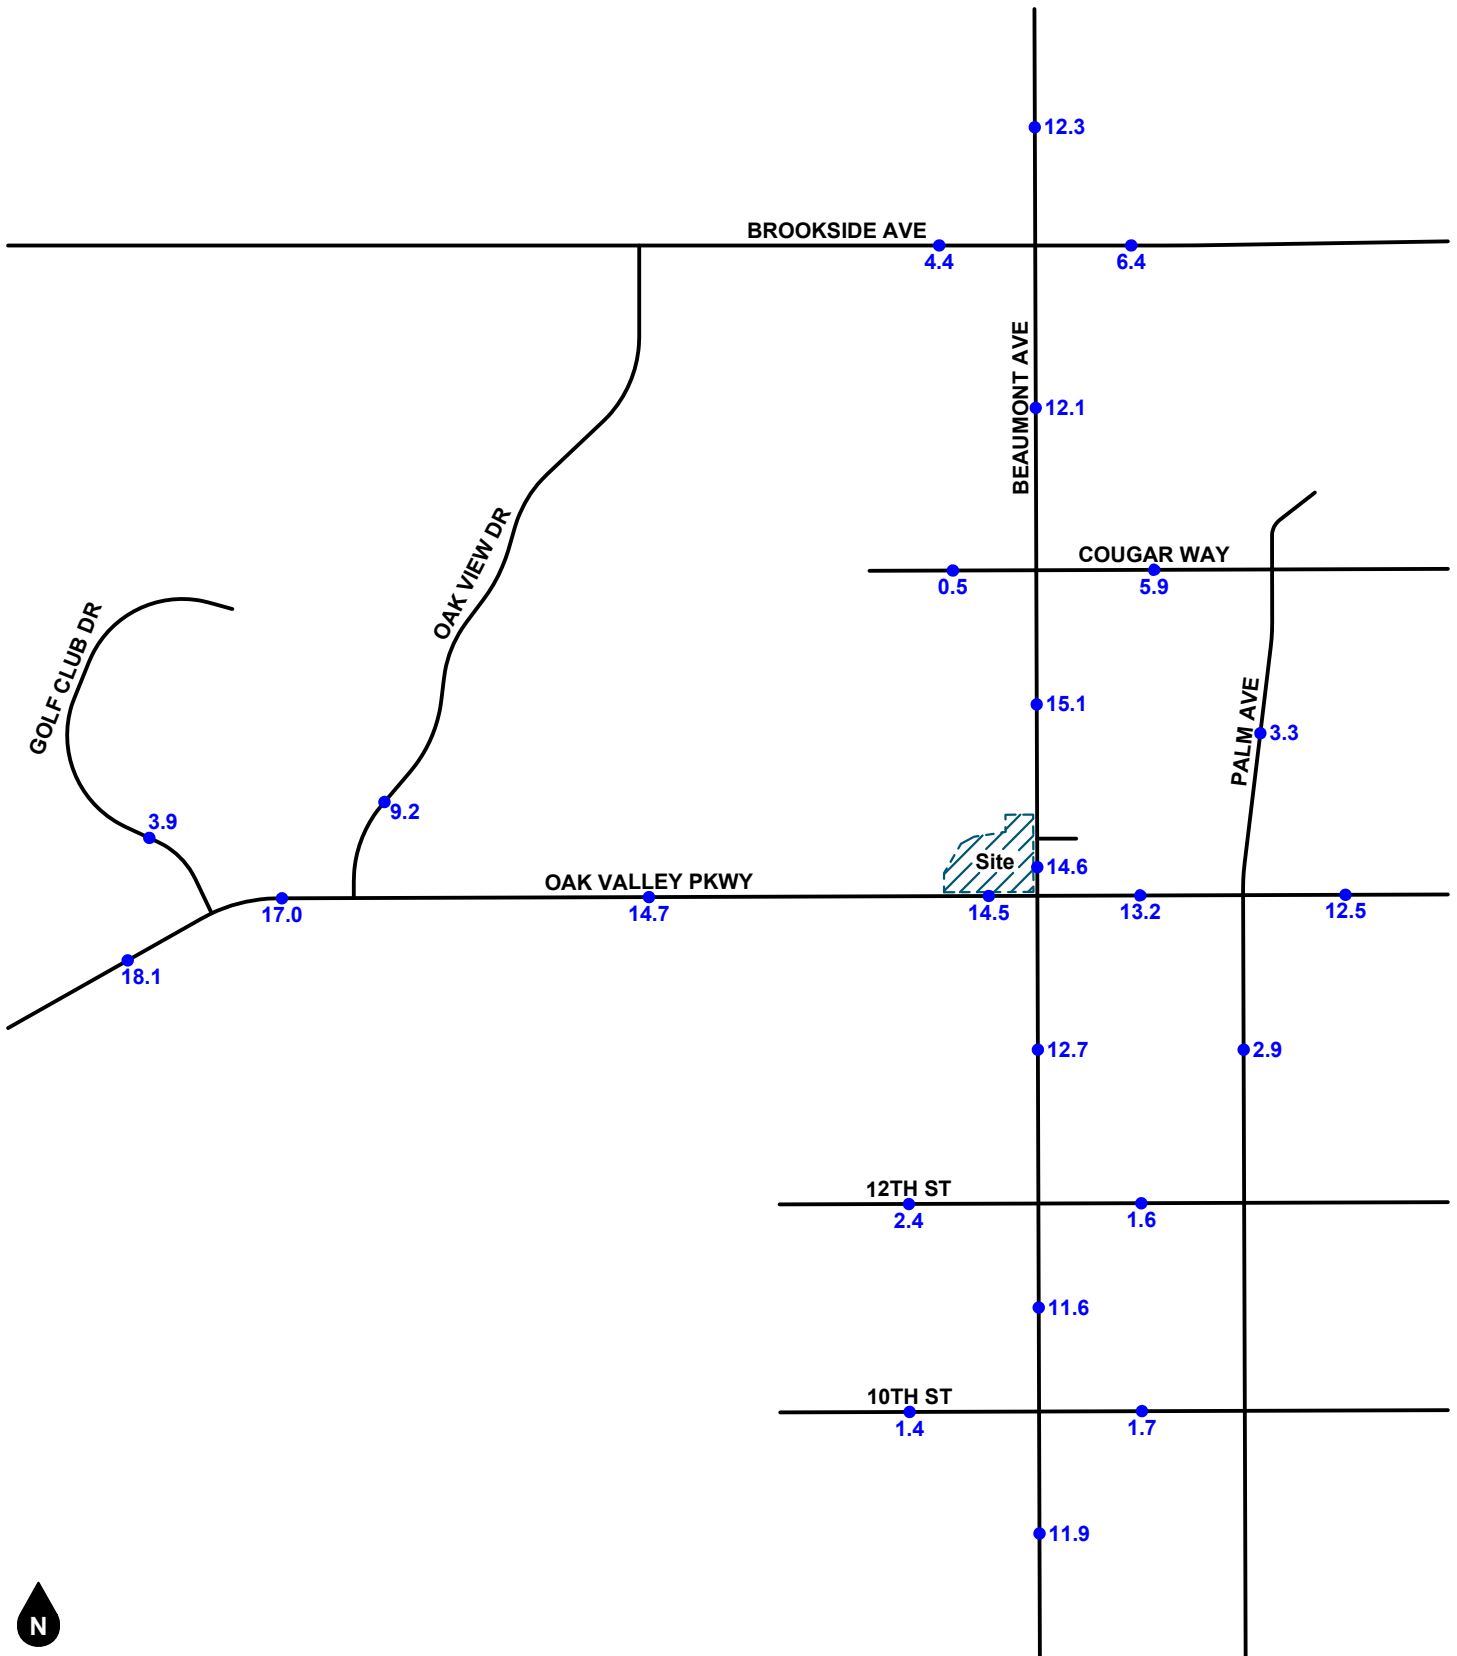 12.3
BROOKSIDE AVE
4.4
6.4
BEAUMONT AVE
12.1
COUGAR WAY
0.5
5.9
OAK VIEW DR
GOLF CLUB DR
15.1
PALM AVE
3.3
9.2
3.9
Site
14.6
OAK VALLEY PKWY
17.0
14.7
14.5
13.2
12.5
18.1
12.7
2.9
12TH ST
2.4
1.6
11.6
10TH ST
1.4
1.7
11.9
N